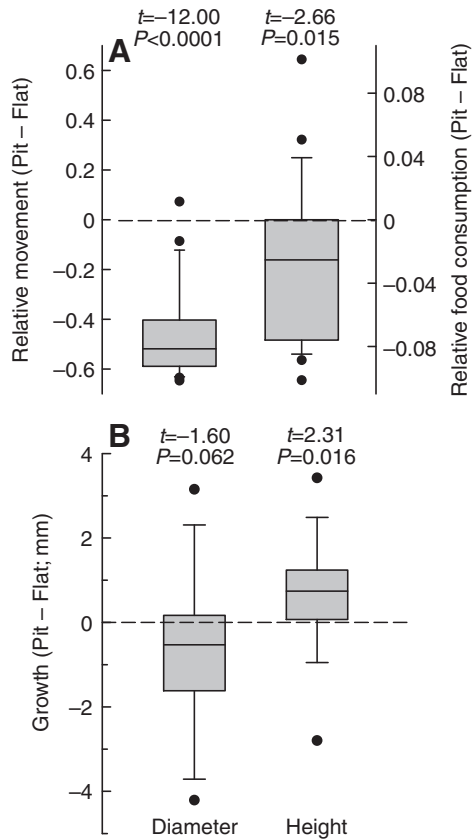 t=–12.00 t=–2.66
A P<0.0001 P=0.015
Relative movement (Pit – Flat)
0.6
0.4
0.2
0
–0.2
–0.4
–0.6
0.08
0.04
0
–0.04
–0.08
Relative food consumption (Pit – Flat)
B t=–1.60 t=2.31
P=0.062 P=0.016
Growth (Pit – Flat; mm)
4
2
0
–2
–4
Diameter Height